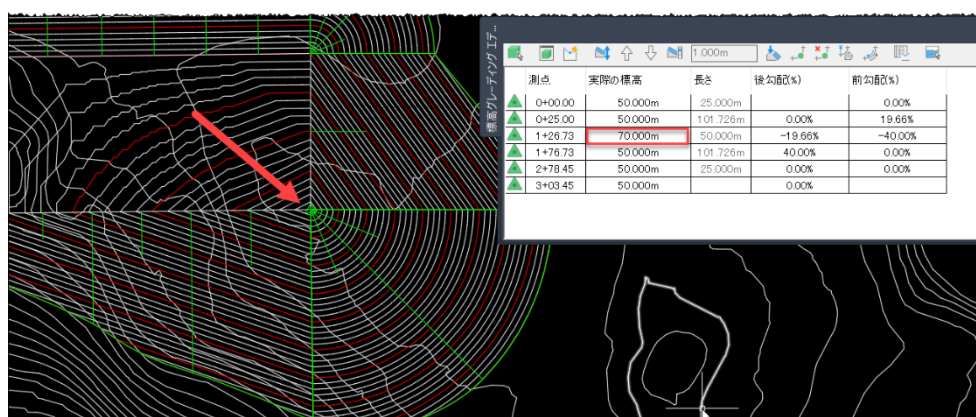 標高グレーディング エデ...
1.000m
測点 実際の標高 長さ 後勾配(%) 前勾配(%)
0+00.00 50.000m 25.000m 0.00%
0+25.00 50.000m 101.726m 0.00% 19.66%
1+26.73 70.000m 50.000m -19.66% -40.00%
1+76.73 50.000m 101.726m 40.00% 0.00%
2+78.45 50.000m 25.000m 0.00% 0.00%
3+03.45 50.000m 0.00%